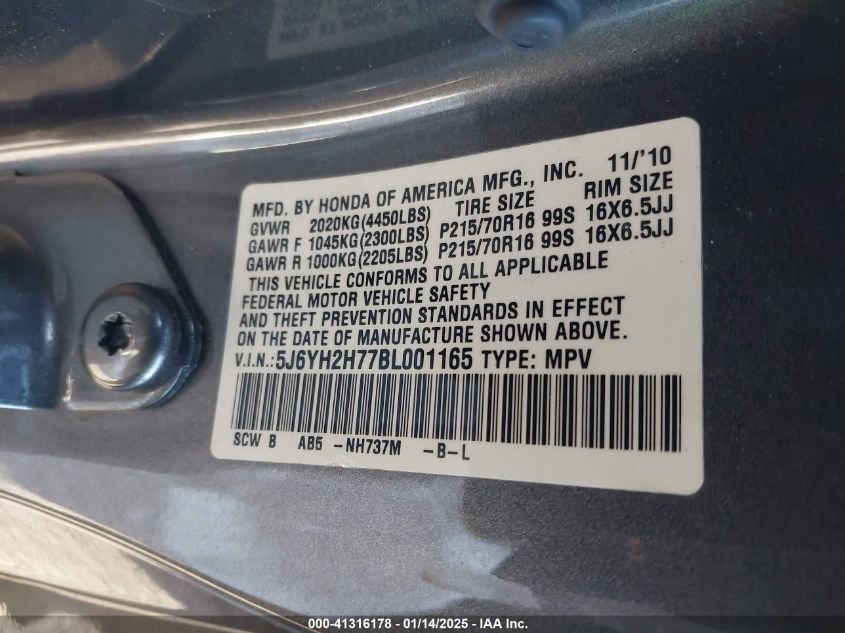 MFD. BY HONDA OF AMERICA MFG., INC. 11/'10
GVWR 2020KG(4450LBS) TIRE SIZE RIM SIZE
GAWR F 1045KG(2300LBS) P215/70R16 99S 16X6.5JJ
GAWR R 1000KG(2205LBS) P215/70R16 99S 16X6.5JJ
THIS VEHICLE CONFORMS TO ALL APPLICABLE
FEDERAL MOTOR VEHICLE SAFETY
AND THEFT PREVENTION STANDARDS IN EFFECT
ON THE DATE OF MANUFACTURE SHOWN ABOVE.
V.I.N.: 5J6YH2H77BL001165 TYPE: MPV
SCW B AB5 -NH737M -B-L
000-41316178 - 01/14/2025 - IAA Inc.